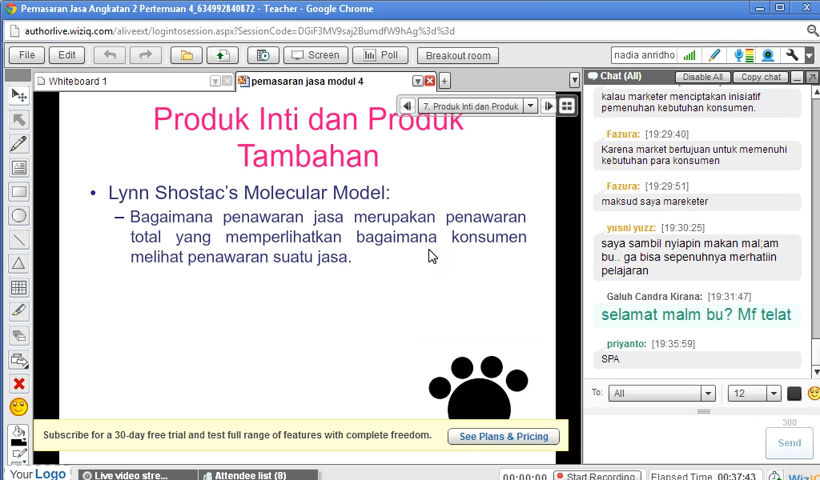 Pemasaran Jasa Angkatan 2 Pertemuan 4_634992840872 - Teacher - Google Chrome
authorlive.wiziq.com/aliveext/logintosession.aspx?SessionCode=DGiF3MV9saj2BumdfW9hAg%3d%3d
File Edit Screen Poll Breakout room nadia anridho
Whiteboard 1 pemasaran jasa modul 4
7, Produk Inti dan Produk
Produk Inti dan Produk
Tambahan
• Lynn Shostac's Molecular Model:
– Bagaimana penawaran jasa merupakan penawaran
total yang memperlihatkan bagaimana konsumen
melihat penawaran suatu jasa.
Subscribe for a 30-day free trial and test full range of features with complete freedom. See Plans & Pricing
Your Logo Live video stre... Attendee list (8)
Chat (All) Disable All Copy chat
kalau marketer menciptakan inisiatif
pemenuhan kebutuhan konsumen.
Fazura: [19:29:40]
Karena market bertujuan untuk memenuhi
kebutuhan para konsumen
Fazura: [19:29:51]
maksud saya mareketer
yusni yuzz: [19:30:25]
saya sambil nyiapin makan mal;am
bu.. ga bisa sepenuhnya merhatiin
pelajaran
Galuh Candra Kirana: [19:31:47]
selamat malm bu? Mf telat
priyanto: [19:35:59]
SPA
To: All 12
300
Send
00:00:00 Start Recording Elapsed Time: 00:37:43